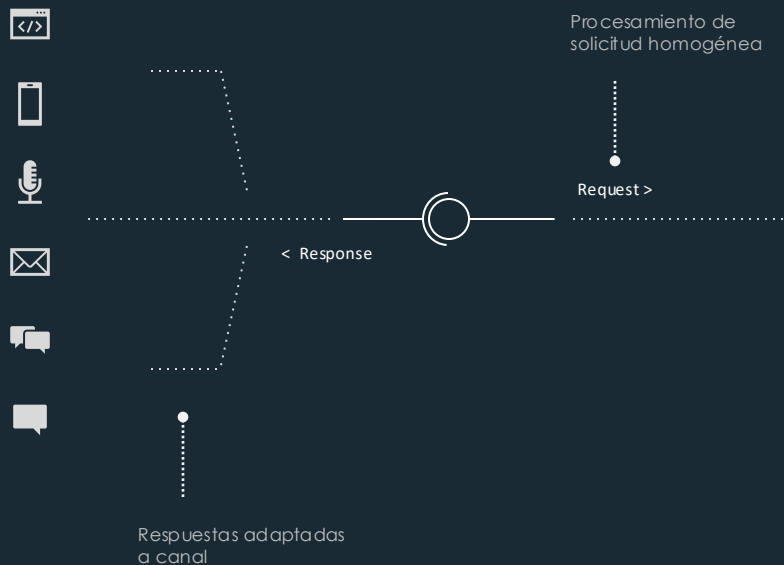 Procesamiento de
solicitud homogénea
Request >
< Response
Respuestas adaptadas
a canal